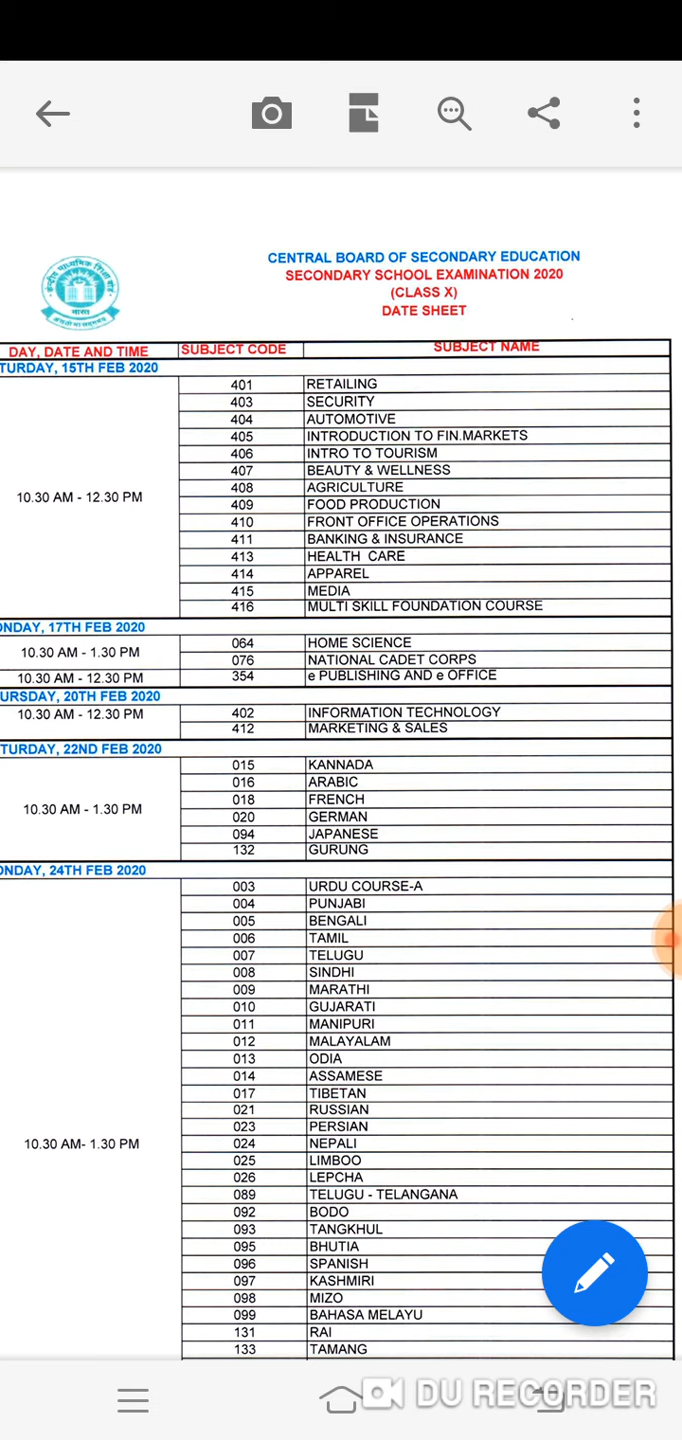 CENTRAL BOARD OF SECONDARY EDUCATION
SECONDARY SCHOOL EXAMINATION 2020
(CLASS X)
DATE SHEET
DAY, DATE AND TIME SUBJECT CODE SUBJECT NAME
TURDAY, 15TH FEB 2020
10.30 AM - 12.30 PM
401 RETAILING
403 SECURITY
404 AUTOMOTIVE
405 INTRODUCTION TO FIN.MARKETS
406 INTRO TO TOURISM
407 BEAUTY & WELLNESS
408 AGRICULTURE
409 FOOD PRODUCTION
410 FRONT OFFICE OPERATIONS
411 BANKING & INSURANCE
413 HEALTH CARE
414 APPAREL
415 MEDIA
416 MULTI SKILL FOUNDATION COURSE
ONDAY, 17TH FEB 2020
10.30 AM - 1.30 PM
064 HOME SCIENCE
076 NATIONAL CADET CORPS
10.30 AM - 12.30 PM 354 e PUBLISHING AND e OFFICE
URSDAY, 20TH FEB 2020
10.30 AM - 12.30 PM 402 INFORMATION TECHNOLOGY
412 MARKETING & SALES
TURDAY, 22ND FEB 2020
10.30 AM - 1.30 PM
015 KANNADA
016 ARABIC
018 FRENCH
020 GERMAN
094 JAPANESE
132 GURUNG
ONDAY, 24TH FEB 2020
10.30 AM- 1.30 PM
003 URDU COURSE-A
004 PUNJABI
005 BENGALI
006 TAMIL
007 TELUGU
008 SINDHI
009 MARATHI
010 GUJARATI
011 MANIPURI
012 MALAYALAM
013 ODIA
014 ASSAMESE
017 TIBETAN
021 RUSSIAN
023 PERSIAN
024 NEPALI
025 LIMBOO
026 LEPCHA
089 TELUGU - TELANGANA
092 BODO
093 TANGKHUL
095 BHUTIA
096 SPANISH
097 KASHMIRI
098 MIZO
099 BAHASA MELAYU
131 RAI
133 TAMANG
DU RECORDER